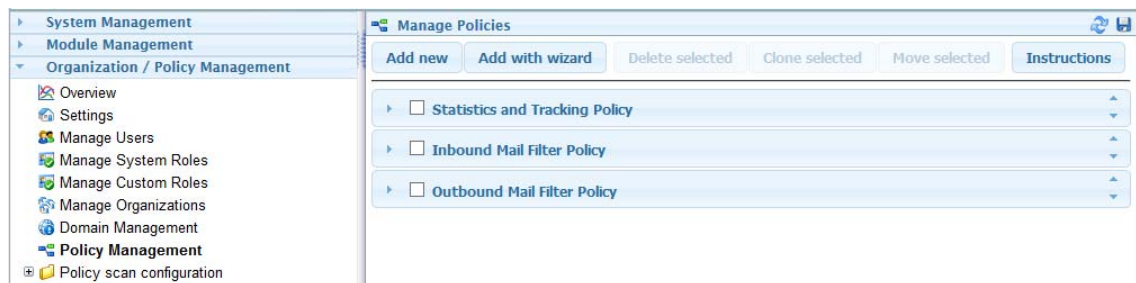 System Management
Module Management
Organization / Policy Management
Overview
Settings
Manage Users
Manage System Roles
Manage Custom Roles
Manage Organizations
Domain Management
Policy Management
Policy scan configuration
Manage Policies
Add new Add with wizard Delete selected Clone selected Move selected Instructions
Statistics and Tracking Policy
Inbound Mail Filter Policy
Outbound Mail Filter Policy